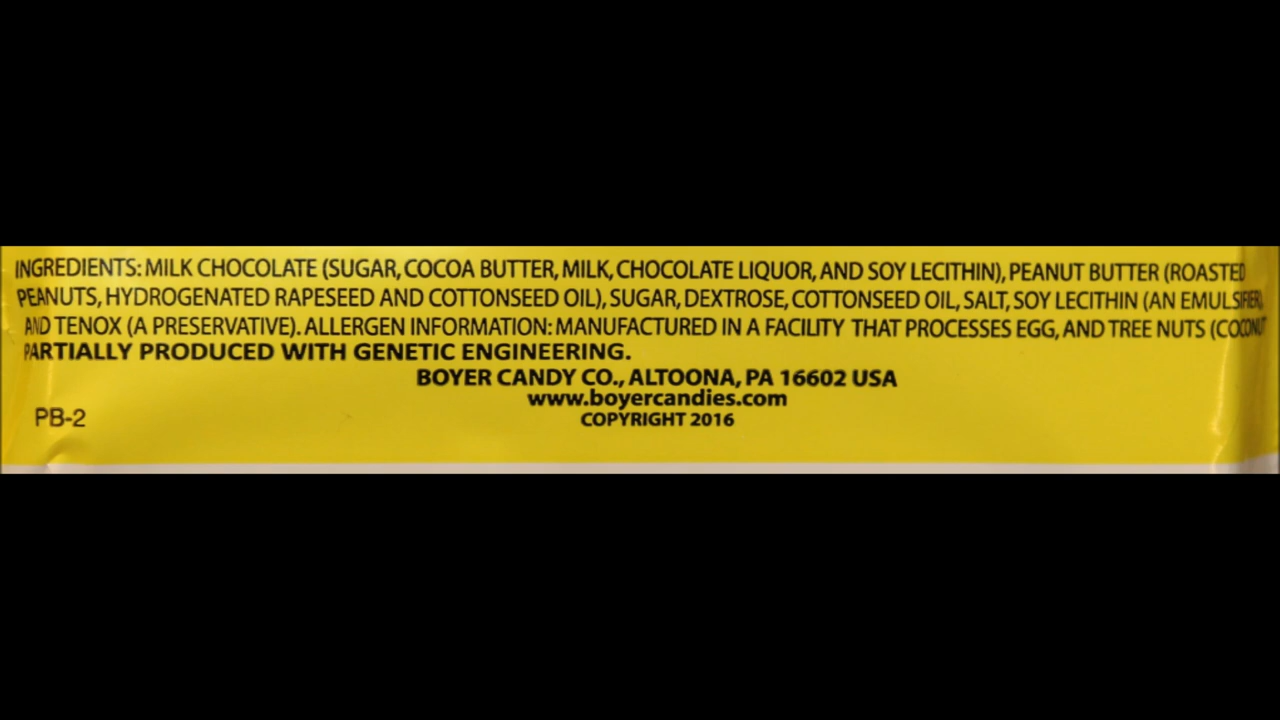 INGREDIENTS: MILK CHOCOLATE (SUGAR, COCOA BUTTER, MILK, CHOCOLATE LIQUOR, AND SOY LECITHIN), PEANUT BUTTER (ROASTED
PEANUTS, HYDROGENATED RAPESEED AND COTTONSEED OIL), SUGAR, DEXTROSE, COTTONSEED OIL, SALT, SOY LECITHIN (AN EMULSIFIER),
AND TENOX (A PRESERVATIVE). ALLERGEN INFORMATION: MANUFACTURED IN A FACILITY THAT PROCESSES EGG, AND TREE NUTS (COCONUT
PARTIALLY PRODUCED WITH GENETIC ENGINEERING.
BOYER CANDY CO., ALTOONA, PA 16602 USA
www.boyercandies.com
COPYRIGHT 2016
PB-2